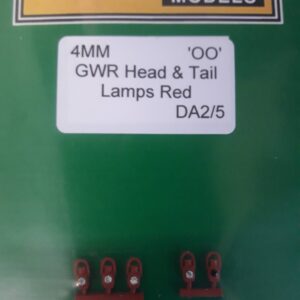 MODELS
4MM 'OO'
GWR Head & Tail
Lamps Red
DA2/5